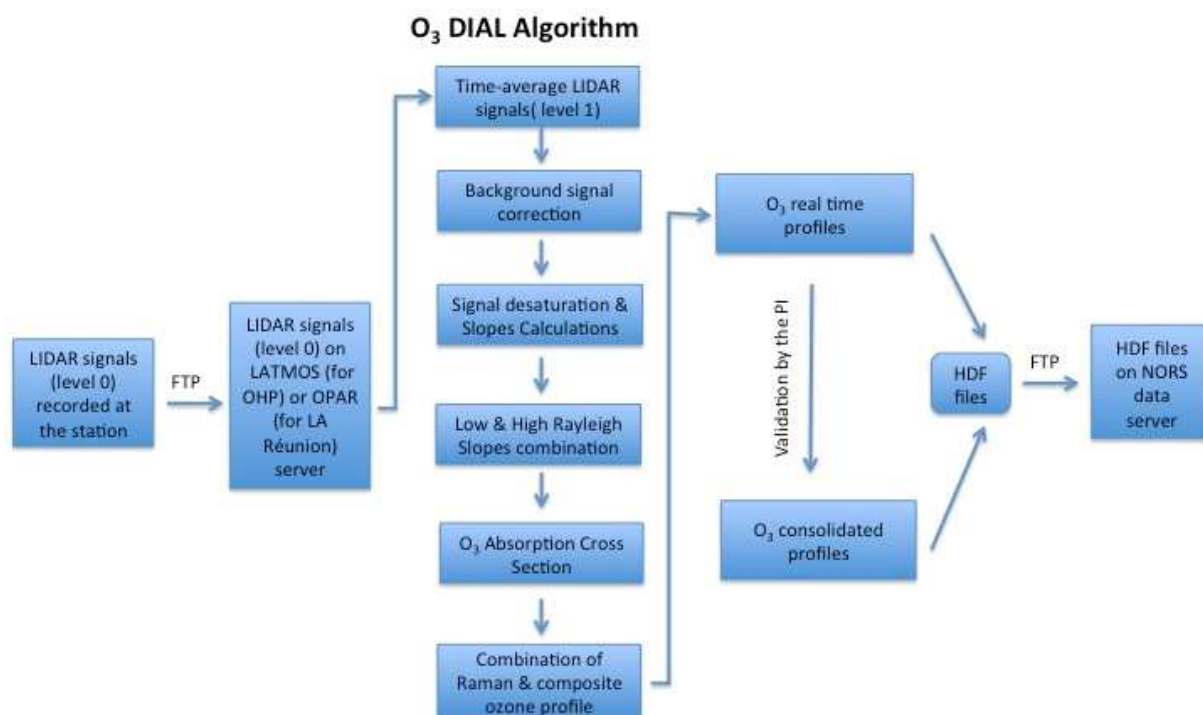 O₃ DIAL Algorithm
LIDAR signals
(level 0)
recorded at
the station
FTP
LIDAR signals
(level 0) on
LATMOS (for
OHP) or OPAR
(for LA
Réunion)
server
Time-average LIDAR
signals( level 1)
Background signal
correction
Signal desaturation &
Slopes Calculations
Low & High Rayleigh
Slopes combination
O₃ Absorption Cross
Section
Combination of
Raman & composite
ozone profile
O₃ real time
profiles
Validation by the PI
O₃ consolidated
profiles
HDF
files
FTP
HDF files
on NORS
data
server